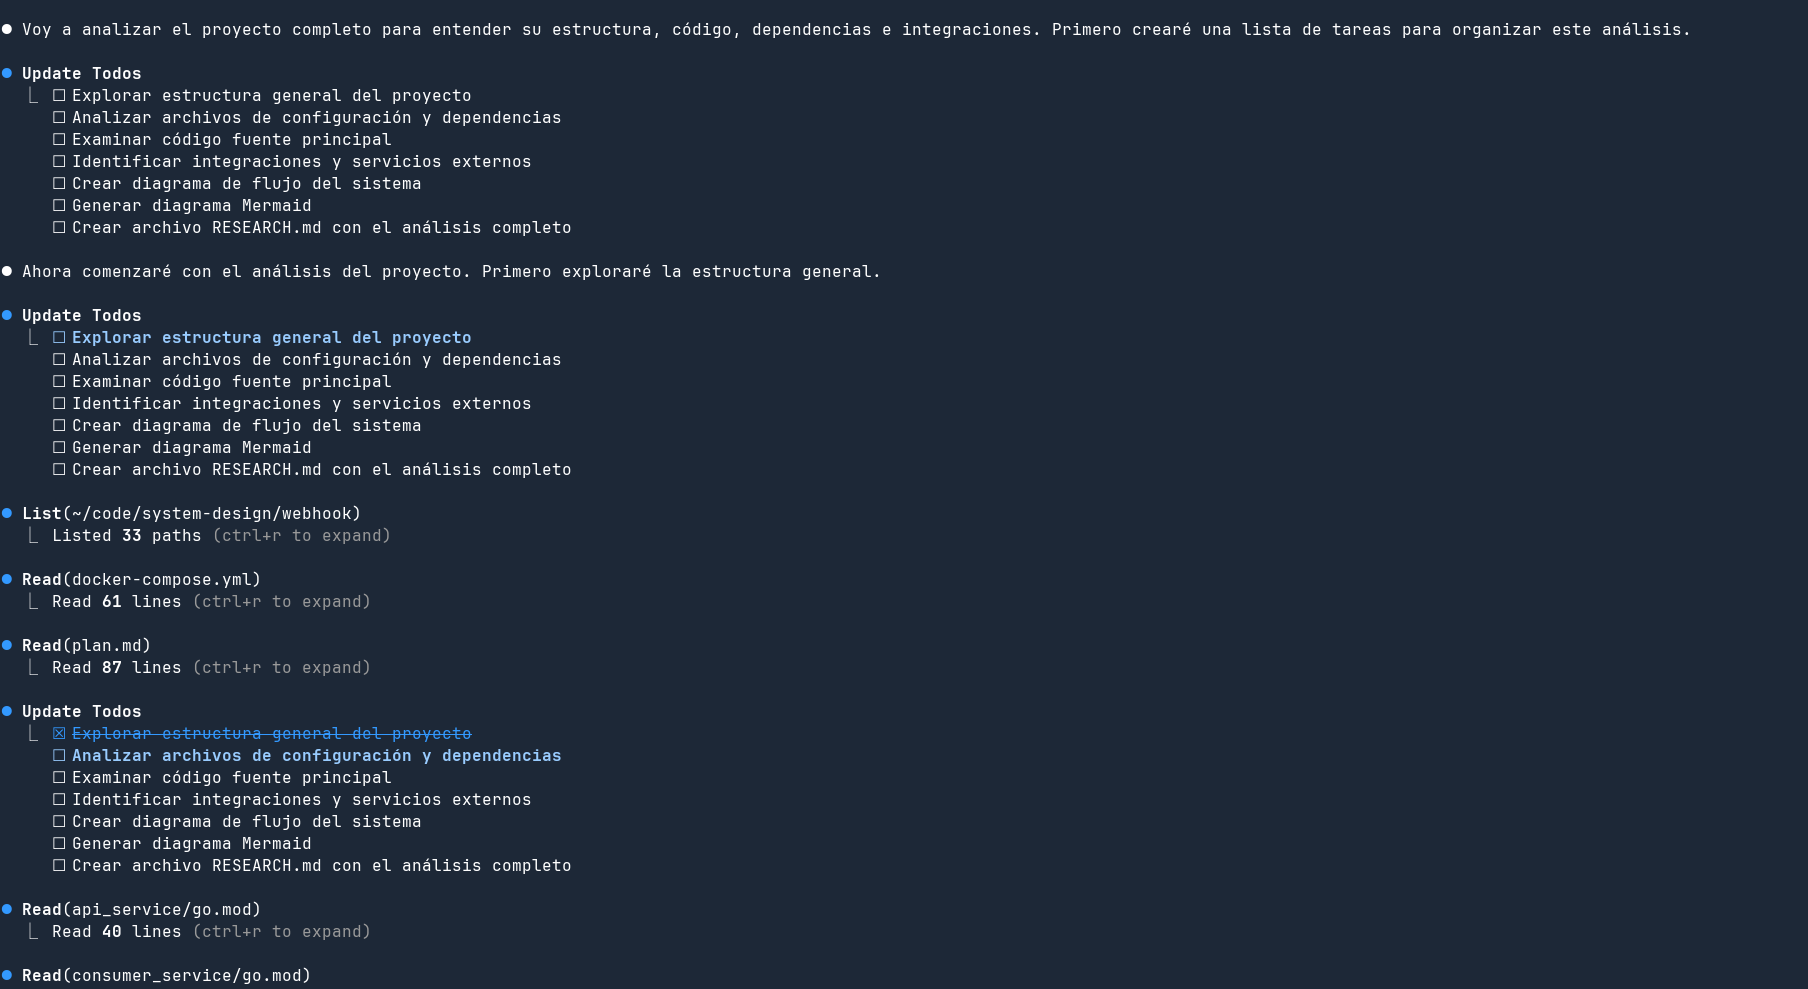 ● Voy a analizar el proyecto completo para entender su estructura, código, dependencias e integraciones. Primero crearé una lista de tareas para organizar este análisis.
● Update Todos
⎿ ☐ Explorar estructura general del proyecto
☐ Analizar archivos de configuración y dependencias
☐ Examinar código fuente principal
☐ Identificar integraciones y servicios externos
☐ Crear diagrama de flujo del sistema
☐ Generar diagrama Mermaid
☐ Crear archivo RESEARCH.md con el análisis completo
● Ahora comenzaré con el análisis del proyecto. Primero exploraré la estructura general.
● Update Todos
⎿ ☐ Explorar estructura general del proyecto
☐ Analizar archivos de configuración y dependencias
☐ Examinar código fuente principal
☐ Identificar integraciones y servicios externos
☐ Crear diagrama de flujo del sistema
☐ Generar diagrama Mermaid
☐ Crear archivo RESEARCH.md con el análisis completo
● List(~/code/system-design/webhook)
⎿ Listed 33 paths (ctrl+r to expand)
● Read(docker-compose.yml)
⎿ Read 61 lines (ctrl+r to expand)
● Read(plan.md)
⎿ Read 87 lines (ctrl+r to expand)
● Update Todos
⎿ ☒ Explorar estructura general del proyecto
☐ Analizar archivos de configuración y dependencias
☐ Examinar código fuente principal
☐ Identificar integraciones y servicios externos
☐ Crear diagrama de flujo del sistema
☐ Generar diagrama Mermaid
☐ Crear archivo RESEARCH.md con el análisis completo
● Read(api_service/go.mod)
⎿ Read 40 lines (ctrl+r to expand)
● Read(consumer_service/go.mod)